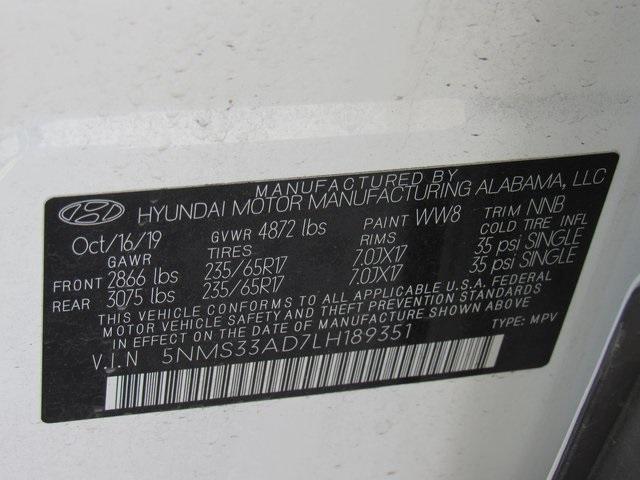 MANUFACTURED BY
HYUNDAI MOTOR MANUFACTURING ALABAMA, LLC
Oct/16/19 GVWR 4872 lbs PAINT WW8 TRIM NNB
GAWR TIRES RIMS COLD TIRE INFL
FRONT 2866 lbs 235/65R17 7.0JX17 35 psi SINGLE
REAR 3075 lbs 235/65R17 7.0JX17 35 psi SINGLE
THIS VEHICLE CONFORMS TO ALL APPLICABLE U.S.A. FEDERAL
MOTOR VEHICLE SAFETY AND THEFT PREVENTION STANDARDS
IN EFFECT ON THE DATE OF MANUFACTURE SHOWN ABOVE
V.I.N 5NMS33AD7LH189351 TYPE: MPV